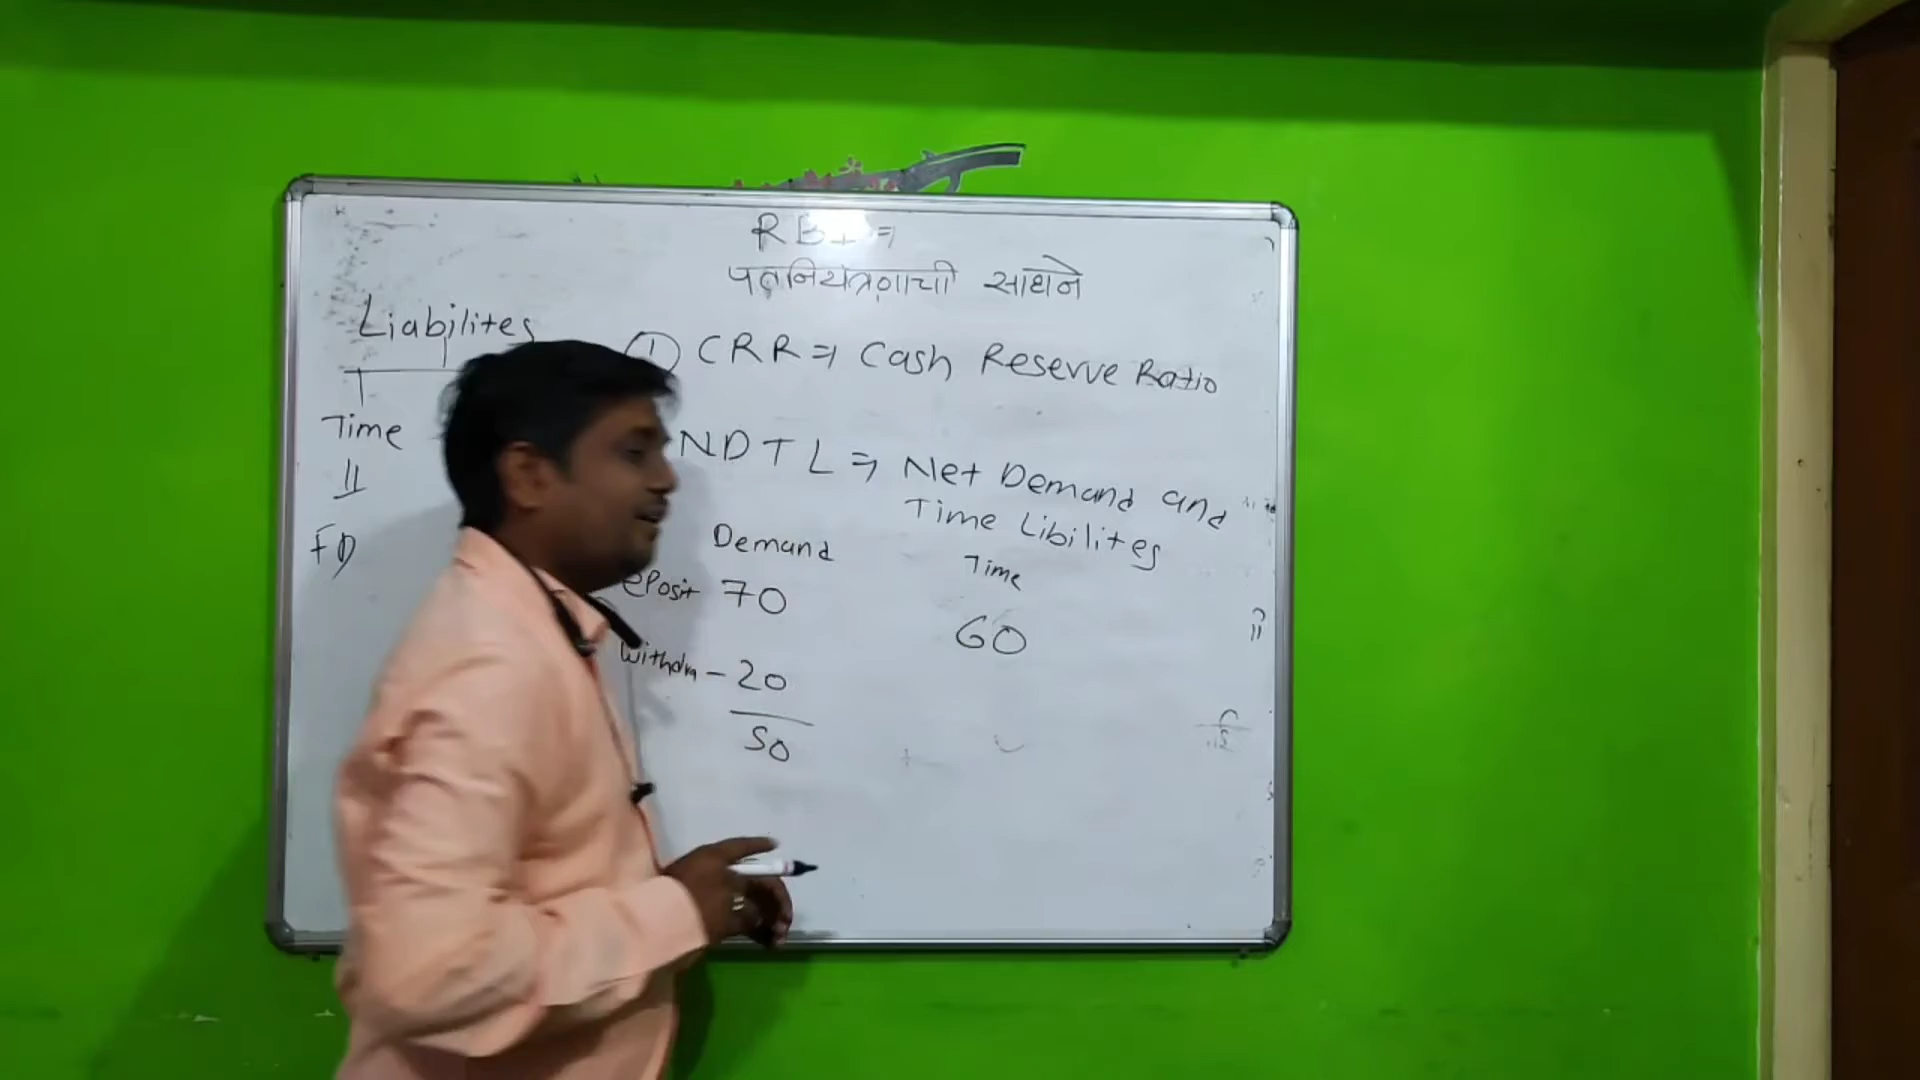 RBI ⇒
पतनियंत्रणाची साधने
Liabilites
Time
FD
① CRR ⇒ Cash Reserve Ratio
NDTL ⇒ Net Demand and
Time Libilites
Demand
Time
eposit 70
60
withdra - 20
50